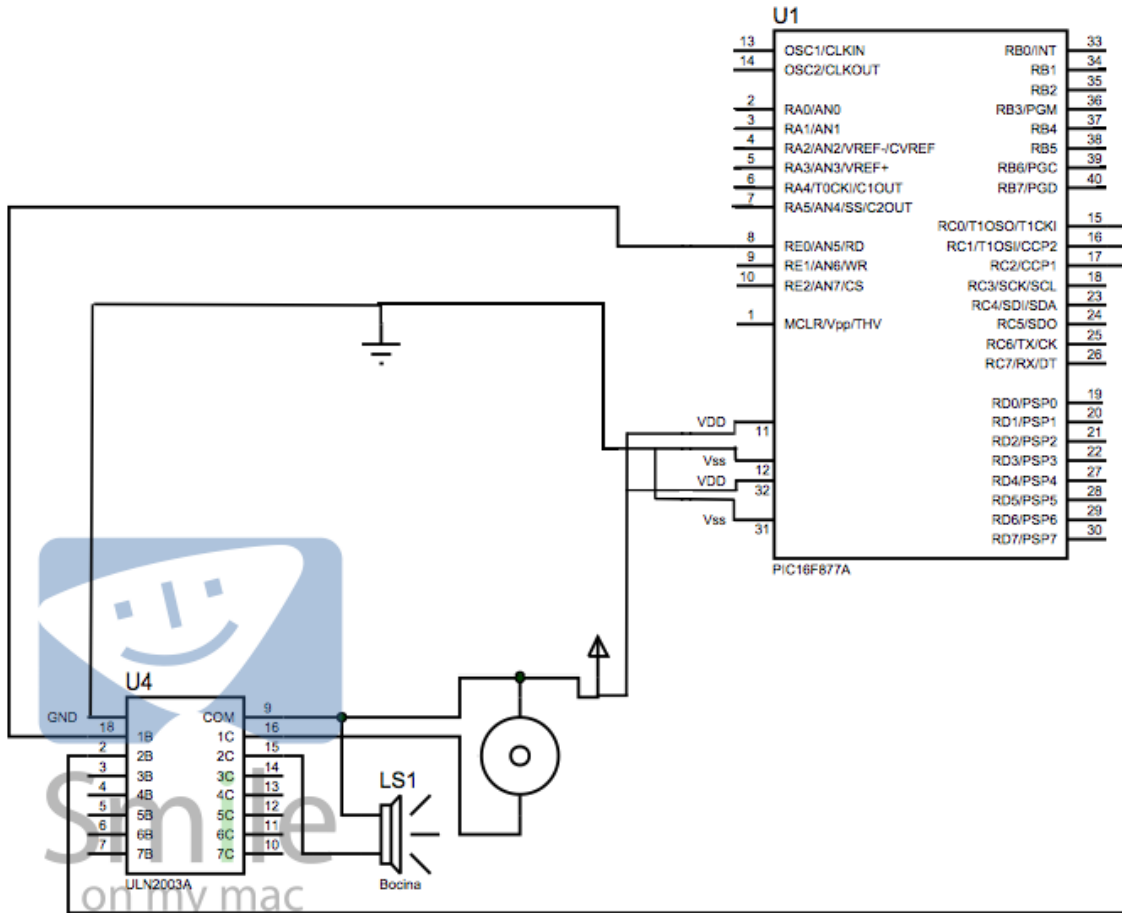 U1
13 OSC1/CLKIN RB0/INT 33
14 OSC2/CLKOUT RB1 34
RB2 35
2 RA0/AN0 RB3/PGM 36
3 RA1/AN1 RB4 37
4 RA2/AN2/VREF-/CVREF RB5 38
5 RA3/AN3/VREF+ RB6/PGC 39
6 RA4/T0CKI/C1OUT RB7/PGD 40
7 RA5/AN4/SS/C2OUT
RC0/T1OSO/T1CKI 15
8 RE0/AN5/RD RC1/T1OSI/CCP2 16
9 RE1/AN6/WR RC2/CCP1 17
10 RE2/AN7/CS RC3/SCK/SCL 18
RC4/SDI/SDA 23
1 MCLR/Vpp/THV RC5/SDO 24
RC6/TX/CK 25
RC7/RX/DT 26
RD0/PSP0 19
VDD 11 RD1/PSP1 20
RD2/PSP2 21
Vss 12 RD3/PSP3 22
VDD 32 RD4/PSP4 27
RD5/PSP5 28
Vss 31 RD6/PSP6 29
RD7/PSP7 30
PIC16F877A
U4
GND COM 9
18 1B 1C 16
2 2B 2C 15
3 3B 3C 14
4 4B 4C 13
5 5B 5C 12
6 6B 6C 11
7 7B 7C 10
ULN2003A
LS1
Bocina
Smile
on my mac